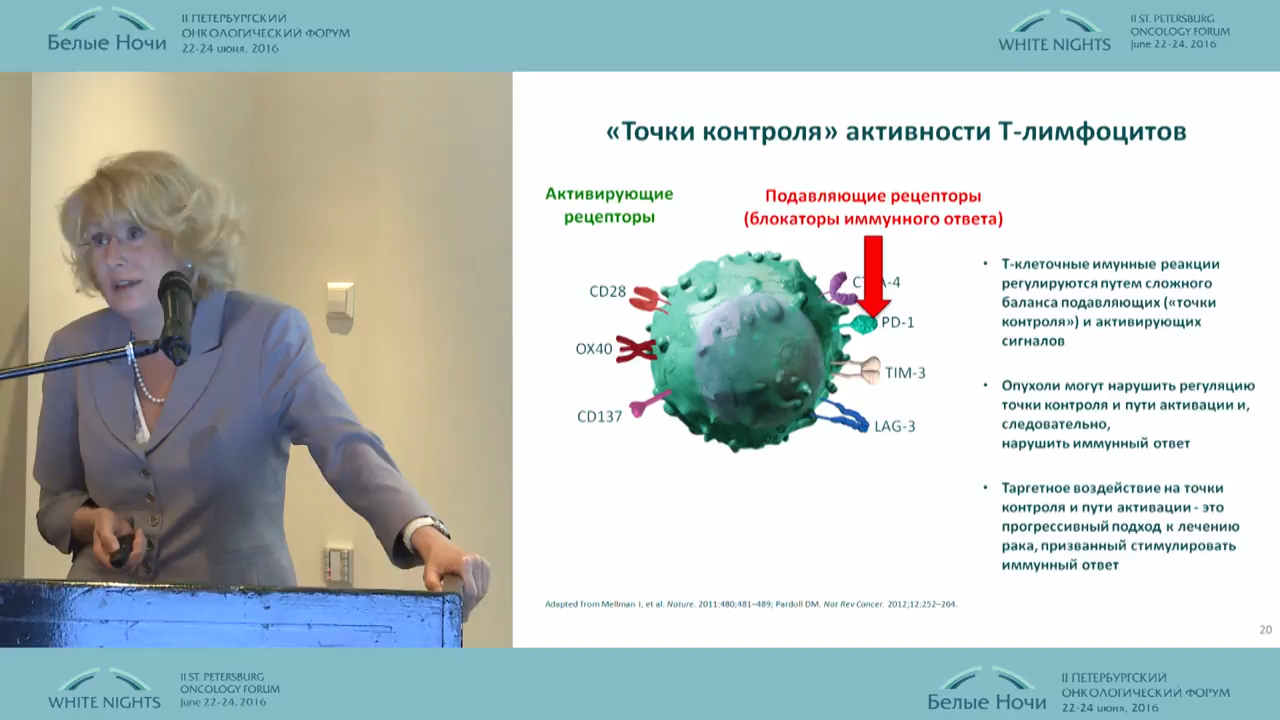 Белые Ночи
II ПЕТЕРБУРГСКИЙ
ОНКОЛОГИЧЕСКИЙ ФОРУМ
22-24 июня, 2016
WHITE NIGHTS
II ST. PETERSBURG
ONCOLOGY FORUM
June 22-24, 2016
«Точки контроля» активности Т-лимфоцитов
Активирующие
рецепторы
Подавляющие рецепторы
(блокаторы иммунного ответа)
CD28
OX40
CD137
PD-1
TIM-3
LAG-3
• Т-клеточные имунные реакции
регулируются путем сложного
баланса подавляющих («точки
контроля») и активирующих
сигналов
• Опухоли могут нарушить регуляцию
точки контроля и пути активации и,
следовательно,
нарушить иммунный ответ
• Таргетное воздействие на точки
контроля и пути активации - это
прогрессивный подход к лечению
рака, призванный стимулировать
иммунный ответ
Adapted from Mellman I, et al. Nature. 2011:480;481–489; Pardoll DM. Nat Rev Cancer. 2012;12:252–264.
20
WHITE NIGHTS
II ST. PETERSBURG
ONCOLOGY FORUM
June 22-24, 2016
Белые Ночи
II ПЕТЕРБУРГСКИЙ
ОНКОЛОГИЧЕСКИЙ ФОРУМ
22-24 июня, 2016